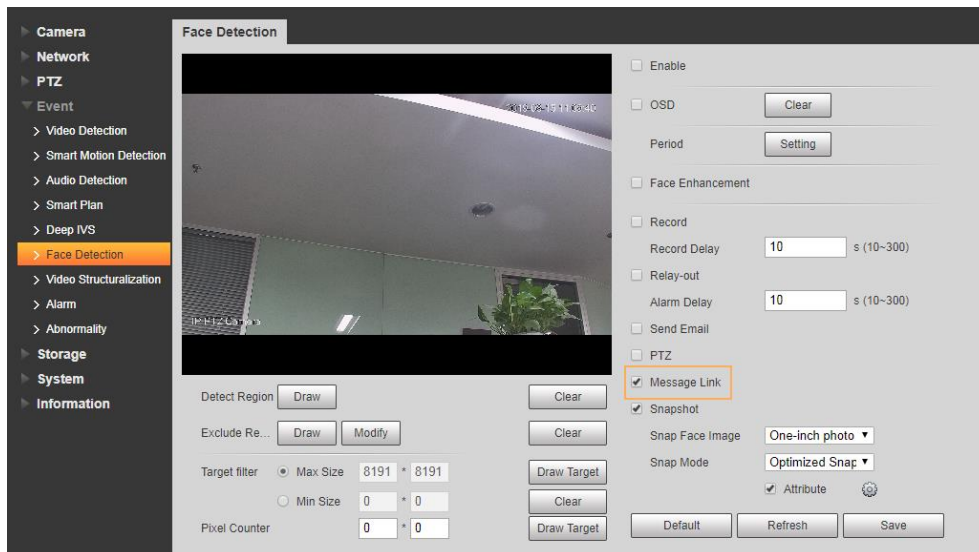 Camera
Network
PTZ
Event
Video Detection
Smart Motion Detection
Audio Detection
Smart Plan
Deep IVS
Face Detection
Video Structuralization
Alarm
Abnormality
Storage
System
Information
Face Detection
IP PTZ Camera
Detect Region Draw Clear
Exclude Re... Draw Modify Clear
Target filter Max Size 8191 * 8191 Draw Target
Min Size 0 * 0 Clear
Pixel Counter 0 * 0 Draw Target
Enable
OSD Clear
Period Setting
Face Enhancement
Record
Record Delay 10 s (10~300)
Relay-out
Alarm Delay 10 s (10~300)
Send Email
PTZ
Message Link
Snapshot
Snap Face Image One-inch photo
Snap Mode Optimized Snap
Attribute
Default Refresh Save